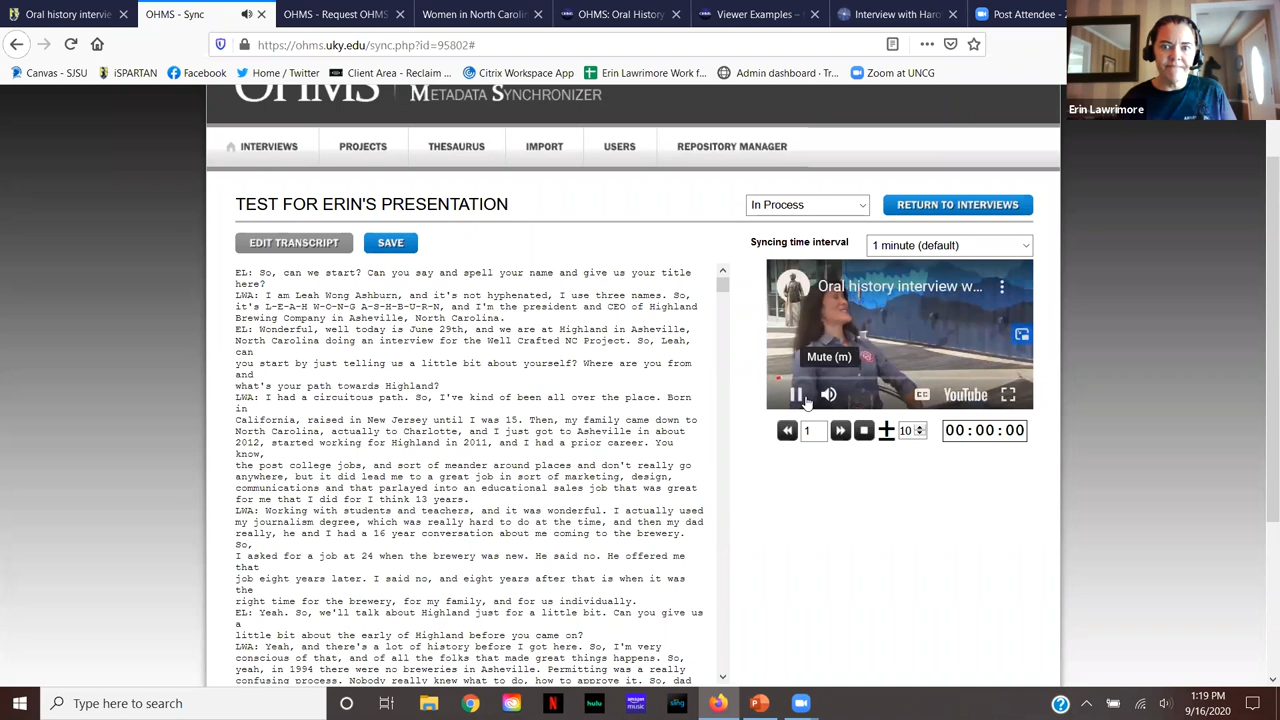 Oral history intervie
OHMS - Sync
OHMS - Request OHMS
Women in North Carolin
OHMS: Oral History
Viewer Examples –
Interview with Haro
Post Attendee - 
https://ohms.uky.edu/sync.php?id=95802#
Canvas - SJSU
iSPARTAN
Facebook
Home / Twitter
Client Area - Reclaim ...
Citrix Workspace App
Erin Lawrimore Work f...
Admin dashboard · Tr...
Zoom at UNCG
Erin Lawrimore
OHMS
METADATA SYNCHRONIZER
INTERVIEWS
PROJECTS
THESAURUS
IMPORT
USERS
REPOSITORY MANAGER
TEST FOR ERIN'S PRESENTATION
In Process
RETURN TO INTERVIEWS
EDIT TRANSCRIPT
SAVE
Syncing time interval
1 minute (default)
EL: So, can we start? Can you say and spell your name and give us your title
here?
LWA: I am Leah Wong Ashburn, and it's not hyphenated, I use three names. So,
it's L-E-A-H W-O-N-G A-S-H-B-U-R-N, and I'm the president and CEO of Highland
Brewing Company in Asheville, North Carolina.
EL: Wonderful, well today is June 29th, and we are at Highland in Asheville,
North Carolina doing an interview for the Well Crafted NC Project. So, Leah,
can
you start by just telling us a little bit about yourself? Where are you from
and
what's your path towards Highland?
LWA: I had a circuitous path. So, I've kind of been all over the place. Born
in
California, raised in New Jersey until I was 15. Then, my family came down to
North Carolina, actually to Charlotte, and I just got to Asheville in about
2012, started working for Highland in 2011, and I had a prior career. You
know,
the post college jobs, and sort of meander around places and don't really go
anywhere, but it did lead me to a great job in sort of marketing, design,
communications and that parlayed into an educational sales job that was great
for me that I did for I think 13 years.
LWA: Working with students and teachers, and it was wonderful. I actually used
my journalism degree, which was really hard to do at the time, and then my dad
really, he and I had a 16 year conversation about me coming to the brewery.
So,
I asked for a job at 24 when the brewery was new. He said no. He offered me
that
job eight years later. I said no, and eight years after that is when it was
the
right time for the brewery, for my family, and for us individually.
EL: Yeah. So, we'll talk about Highland just for a little bit. Can you give us
a
little bit about the early of Highland before you came on?
LWA: Yeah, and there's a lot of history before I got here. So, I'm very
conscious of that, and of all the folks that made great things happens. So,
yeah, in 1994 there were no breweries in Asheville. Permitting was a really
confusing process. Nobody really knew what to do, how to approve it. So, dad
Oral history interview w...
Mute (m)
CC
YouTube
1
10
00:00:00
Type here to search
hulu
amazon music
sling
1:19 PM
9/16/2020